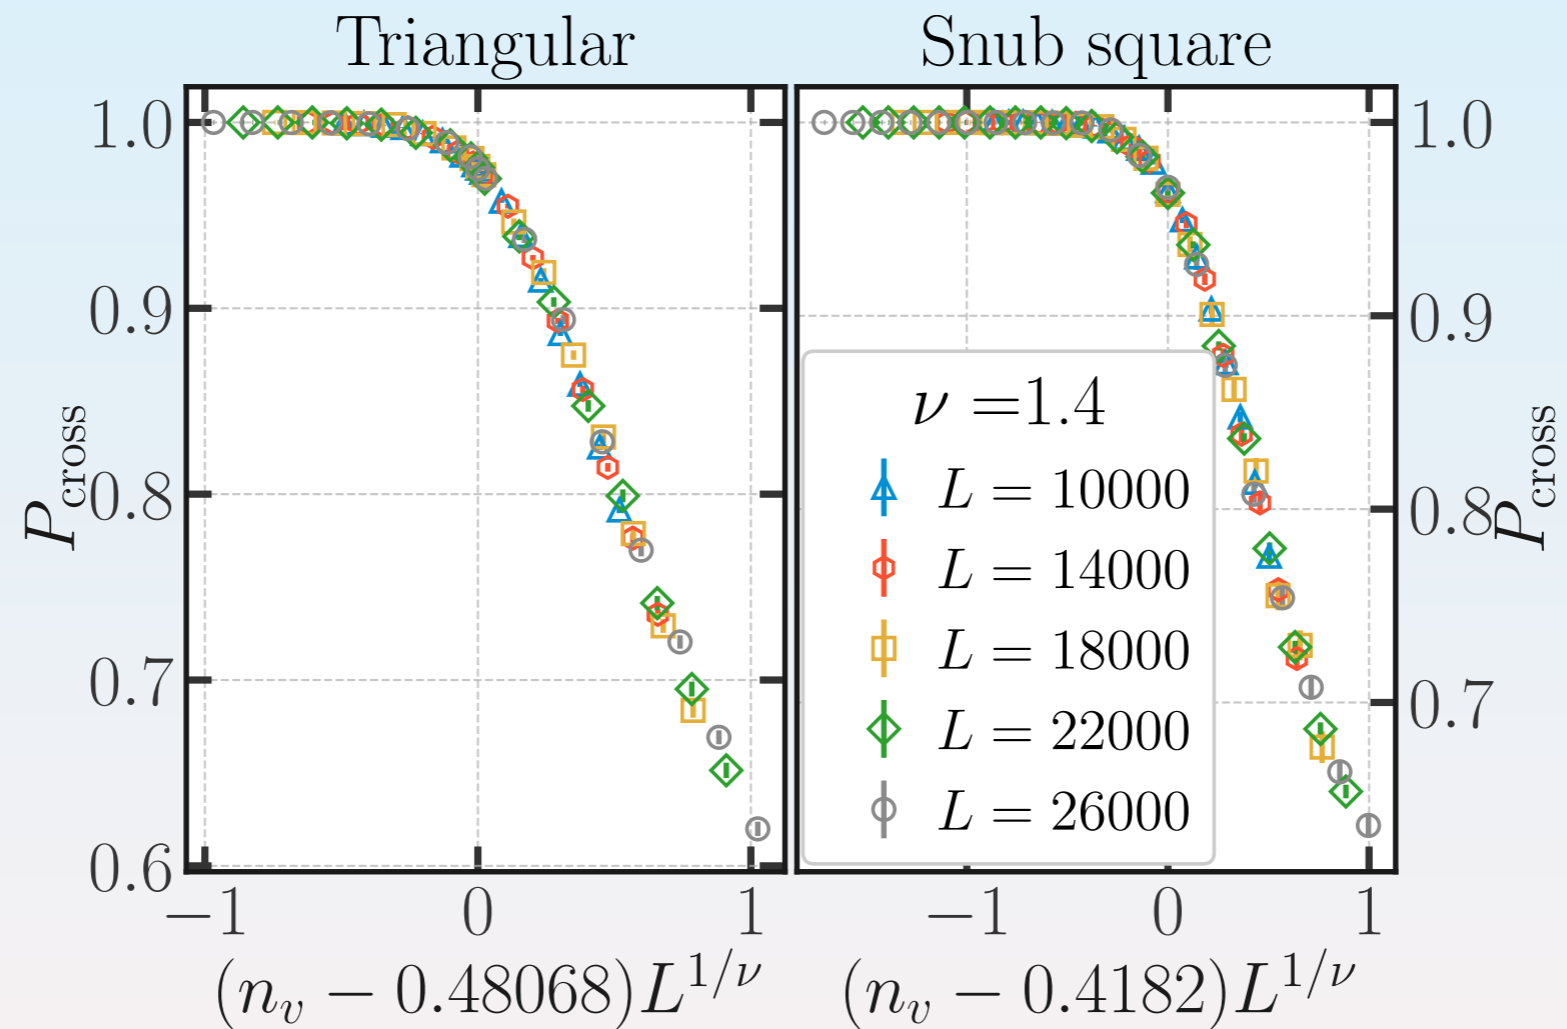 Triangular
Snub square
P_cross
1.0
0.9
0.8
0.7
0.6
−1 0 1
(n_v − 0.48068)L^{1/ν}
ν =1.4
L = 10000
L = 14000
L = 18000
L = 22000
L = 26000
−1 0 1
(n_v − 0.4182)L^{1/ν}
1.0
0.9
0.8
0.7
P_cross